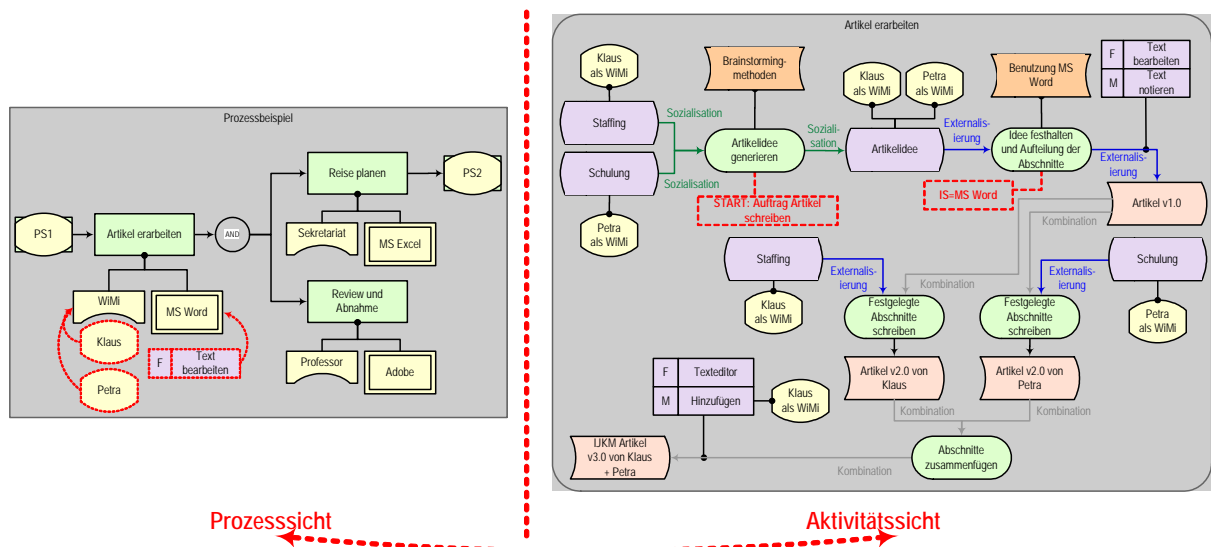 Prozessbeispiel
Reise planen
PS2
Sekretariat
MS Excel
PS1
Artikel erarbeiten
AND
WiMi
MS Word
Klaus
F
Text
bearbeiten
Petra
Review und
Abnahme
Professor
Adobe
Prozesssicht
Artikel erarbeiten
Klaus
als WiMi
Brainstorming-
methoden
Klaus
als WiMi
Petra
als WiMi
Benutzung MS
Word
F
Text
bearbeiten
M
Text
notieren
Staffing
Sozialisation
Artikelidee
generieren
Soziali-
sation
Artikelidee
Externalis-
ierung
Idee festhalten
und Aufteilung der
Abschnitte
Externalis-
ierung
Schulung
Sozialisation
START: Auftrag Artikel
schreiben
IS=MS Word
Artikel v1.0
Petra
als WiMi
Kombination
Staffing
Externalis-
ierung
Kombination
Externalis-
ierung
Schulung
Klaus
als WiMi
Festgelegte
Abschnitte
schreiben
Festgelegte
Abschnitte
schreiben
Petra
als WiMi
F
Texteditor
M
Hinzufügen
Klaus
als WiMi
Artikel v2.0 von
Klaus
Artikel v2.0 von
Petra
Kombination
Kombination
IJKM Artikel
v3.0 von Klaus
+ Petra
Kombination
Abschnitte
zusammenfügen
Aktivitätssicht